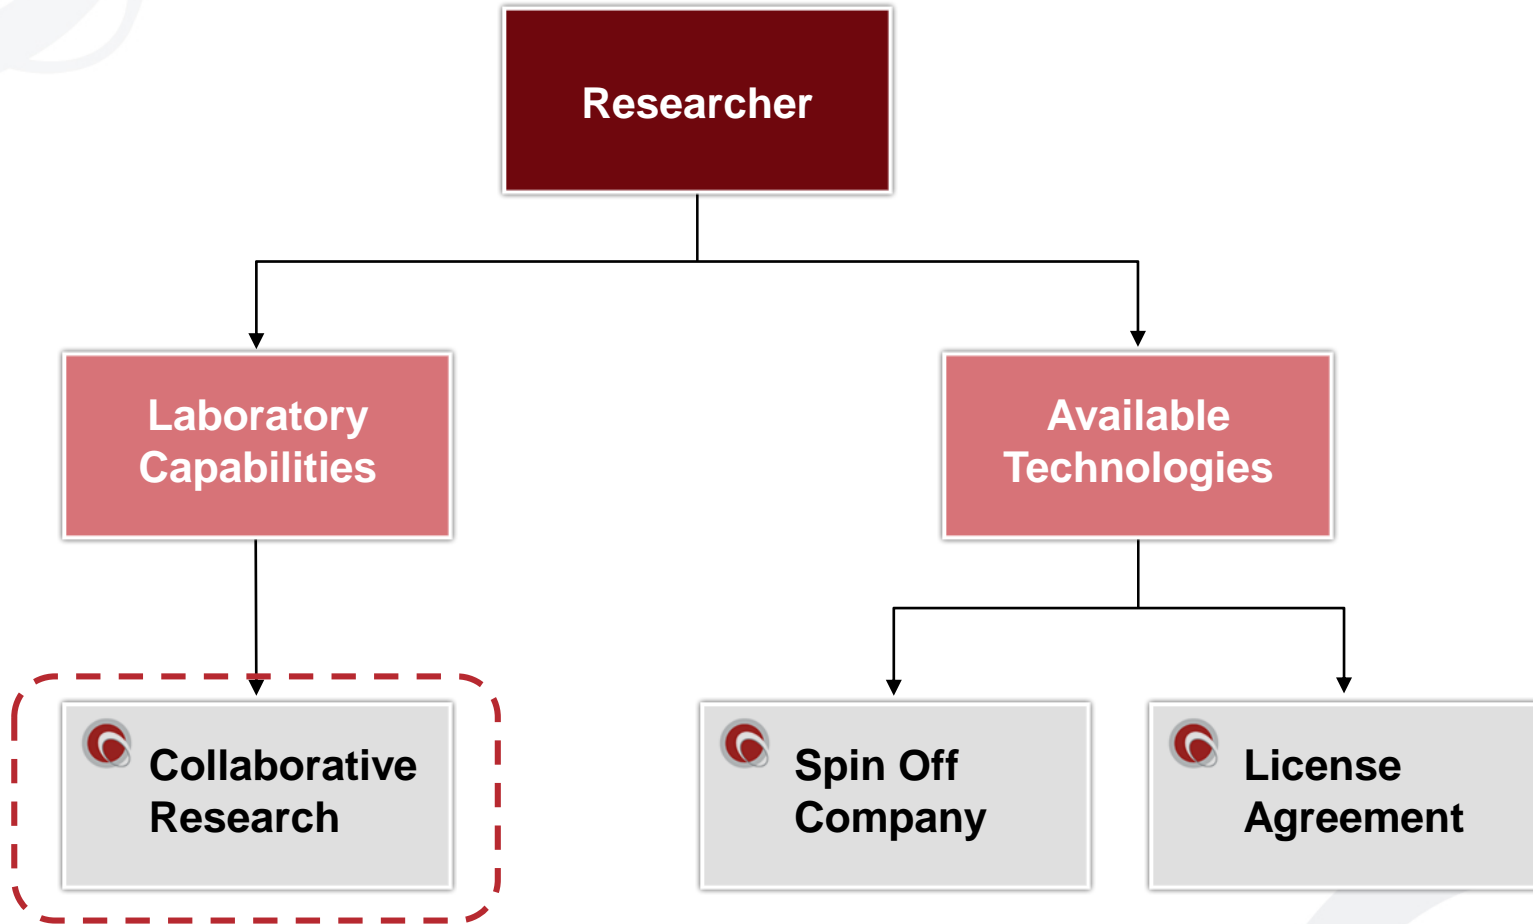 Researcher
Laboratory
Capabilities
Available
Technologies
Collaborative
Research
Spin Off
Company
License
Agreement